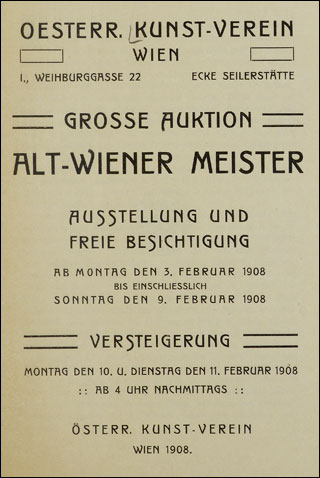 OESTERR. KUNST-VEREIN
WIEN
I., WEIHBURGGASSE 22 ECKE SEILERSTÄTTE
GROSSE AUKTION
ALT-WIENER MEISTER
AUSSTELLUNG UND
FREIE BESICHTIGUNG
AB MONTAG DEN 3. FEBRUAR 1908
BIS EINSCHLIESSLICH
SONNTAG DEN 9. FEBRUAR 1908
VERSTEIGERUNG
MONTAG DEN 10. U. DIENSTAG DEN 11. FEBRUAR 1908
:: AB 4 UHR NACHMITTAGS ::
ÖSTERR. KUNST-VEREIN
WIEN 1908.